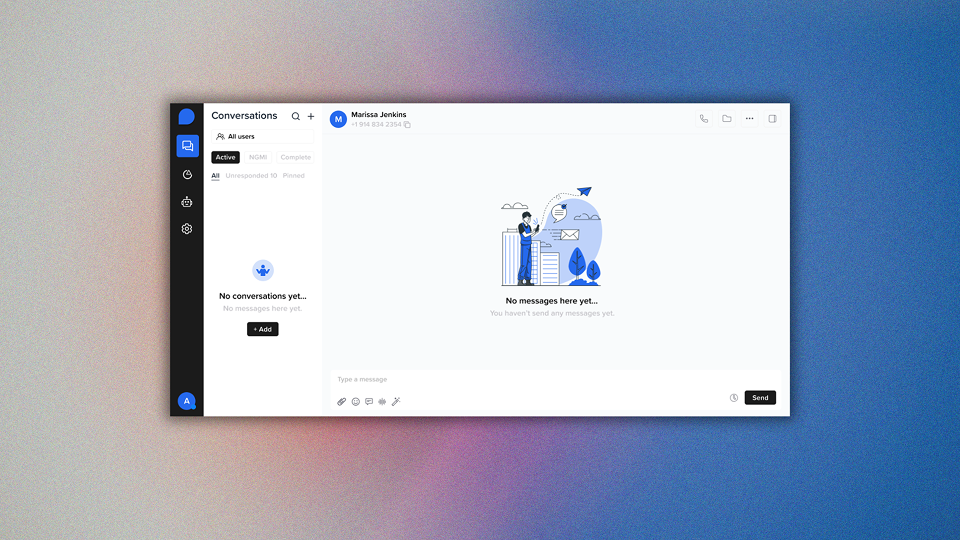 Conversations
All users
Active NGMI Complete
All Unresponded 10 Pinned
No conversations yet...
No messages here yet.
+ Add
A
M
Marissa Jenkins
+1 914 834 2354
No messages here yet...
You haven't send any messages yet.
Type a message
Send